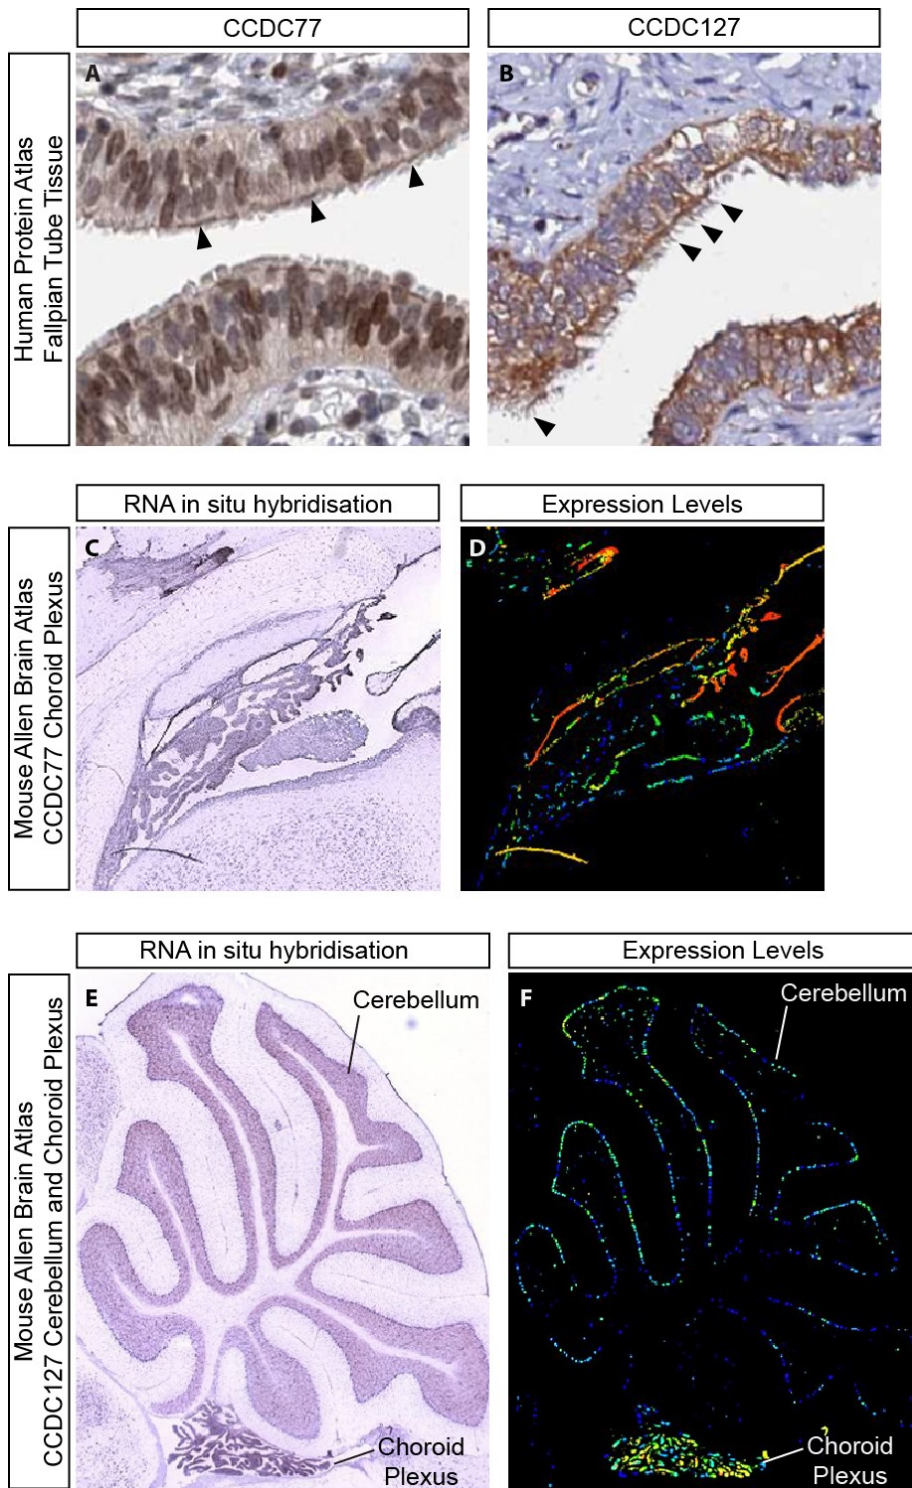 CCDC77
CCDC127
Human Protein Atlas
Fallpian Tube Tissue
A
B
RNA in situ hybridisation
Expression Levels
Mouse Allen Brain Atlas
CCDC77 Choroid Plexus
C
D
RNA in situ hybridisation
Expression Levels
Mouse Allen Brain Atlas
CCDC127 Cerebellum and Choroid Plexus
E
Cerebellum
Choroid
Plexus
F
Cerebellum
Choroid
Plexus